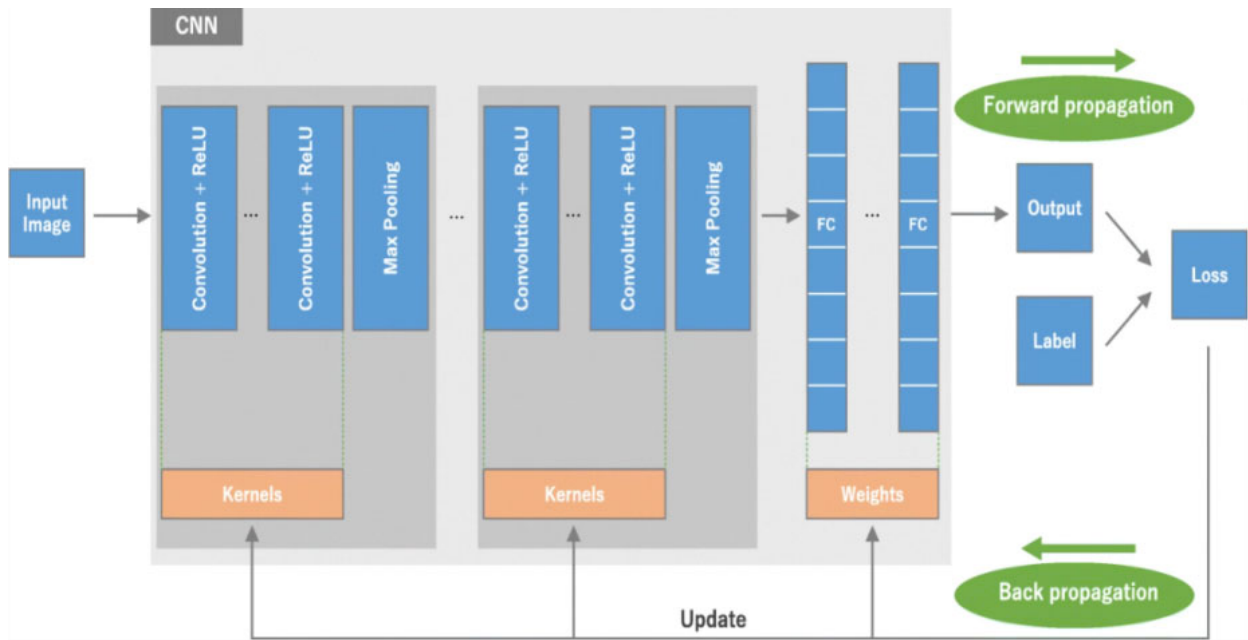 CNN
Forward propagation
Input
Image
Convolution + ReLU
...
Convolution + ReLU
Max Pooling
...
Convolution + ReLU
...
Convolution + ReLU
Max Pooling
FC
...
FC
Output
Label
Loss
Kernels
Kernels
Weights
Back propagation
Update